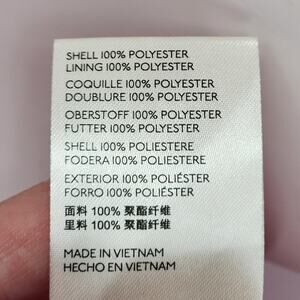 SHELL 100% POLYESTER
LINING 100% POLYESTER
COQUILLE 100% POLYESTER
DOUBLURE 100% POLYESTER
OBERSTOFF 100% POLYESTER
FUTTER 100% POLYESTER
SHELL 100% POLIESTERE
FODERA 100% POLIESTERE
EXTERIOR 100% POLIÉSTER
FORRO 100% POLIÉSTER
面料 100% 聚酯纤维
里料 100% 聚酯纤维
MADE IN VIETNAM
HECHO EN VIETNAM